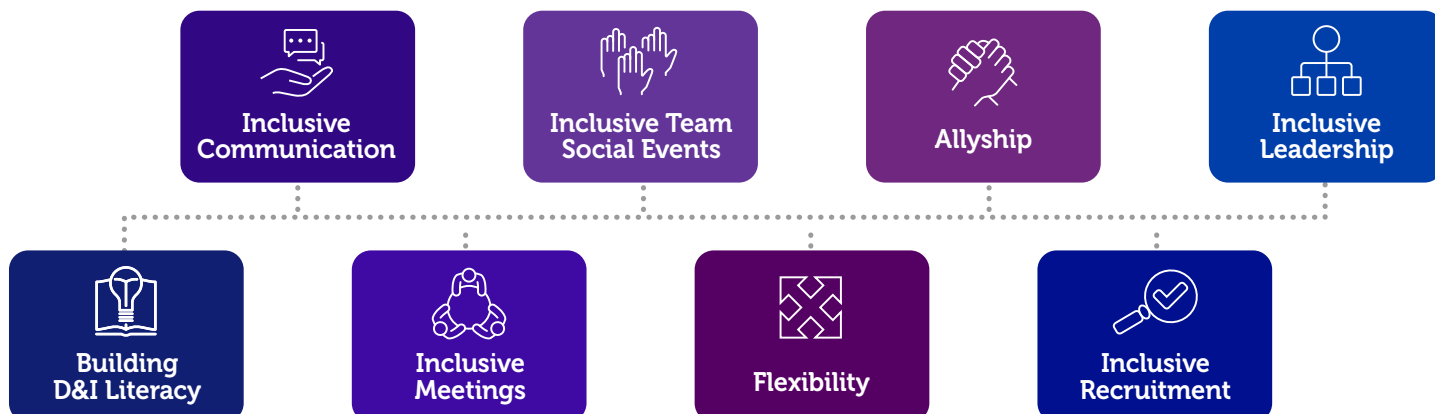 Inclusive
Communication
Inclusive Team
Social Events
Allyship
Inclusive
Leadership
Building
D&I Literacy
Inclusive
Meetings
Flexibility
Inclusive
Recruitment